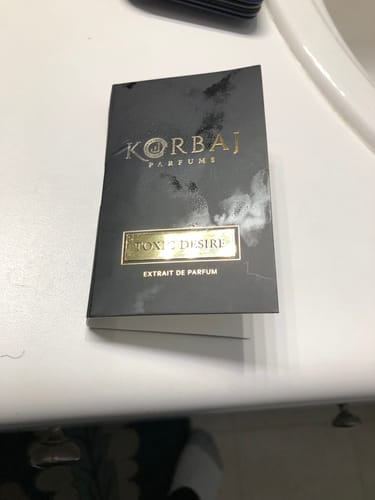 KORBAJ
PARFUMS
TOXIC DESIRE
EXTRAIT DE PARFUM